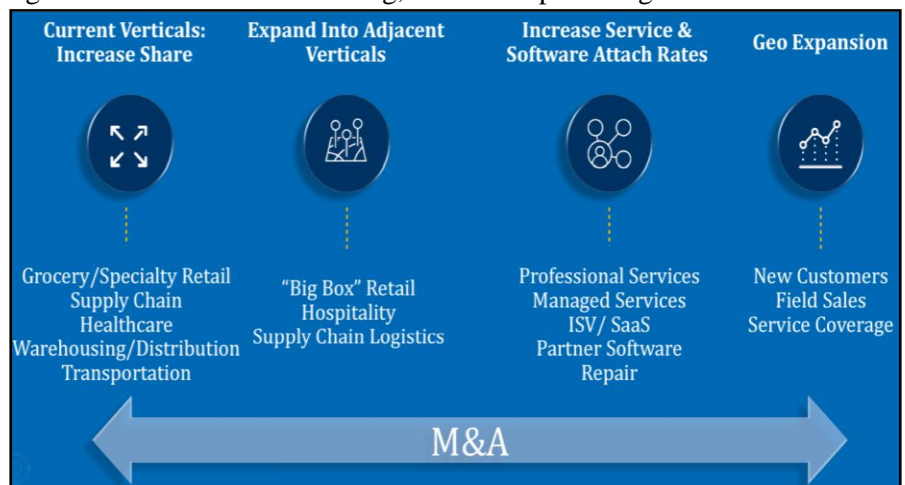 Current Verticals:
Increase Share
Grocery/Specialty Retail
Supply Chain
Healthcare
Warehousing/Distribution
Transportation
Expand Into Adjacent
Verticals
“Big Box” Retail
Hospitality
Supply Chain Logistics
Increase Service &
Software Attach Rates
Professional Services
Managed Services
ISV/ SaaS
Partner Software
Repair
Geo Expansion
New Customers
Field Sales
Service Coverage
M&A